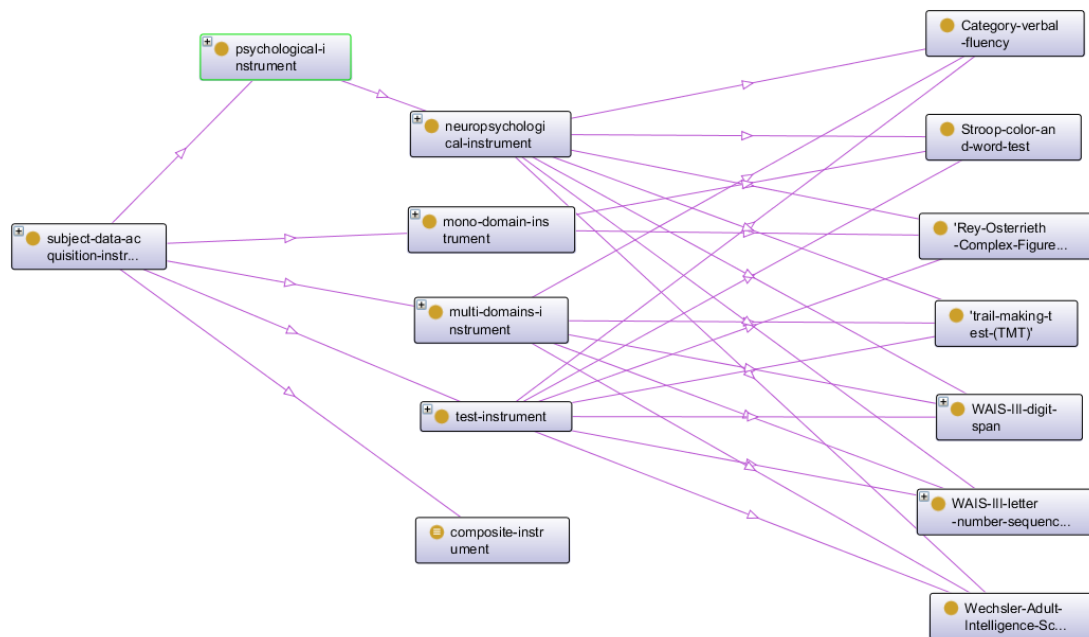 psychological-i
nstrument
neuropsychologi
cal-instrument
subject-data-ac
quisition-instr...
mono-domain-ins
trument
multi-domains-i
nstrument
test-instrument
composite-instr
ument
Category-verbal
-fluency
Stroop-color-an
d-word-test
'Rey-Osterrieth
-Complex-Figure...
'trail-making-t
est-(TMT)'
WAIS-III-digit-
span
WAIS-III-letter
-number-sequenc...
Wechsler-Adult-
Intelligence-Sc...